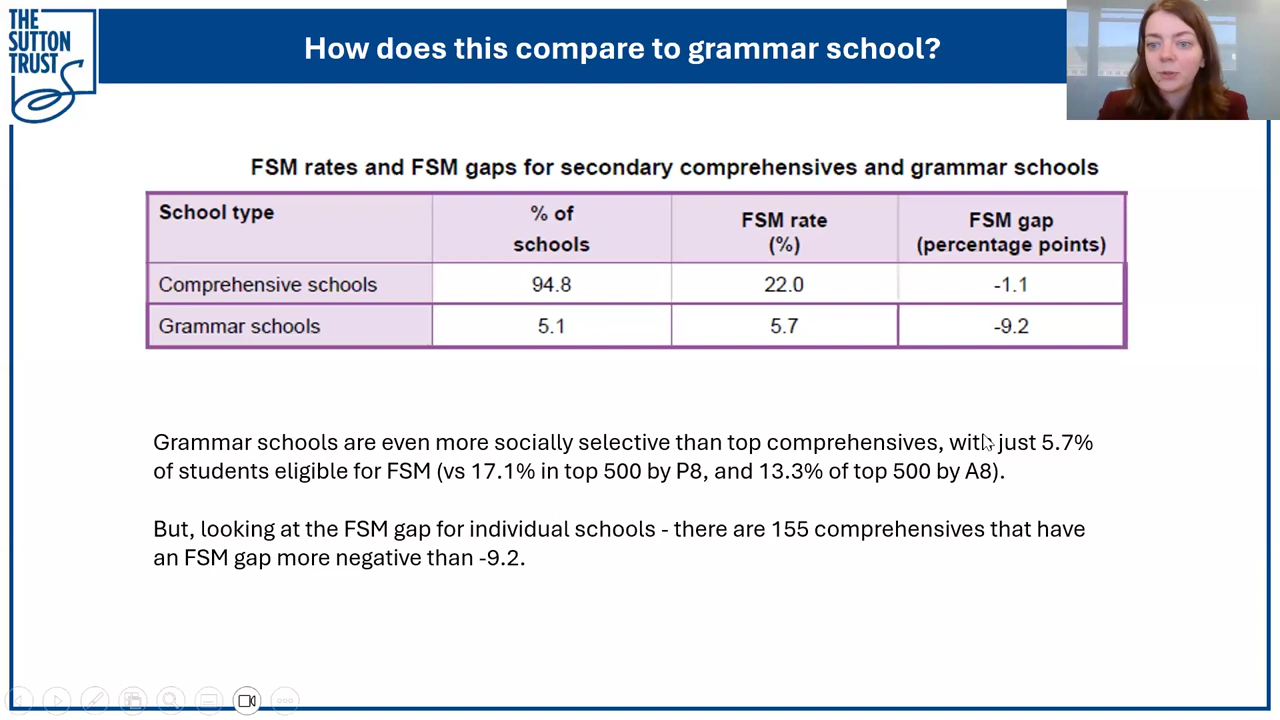 THE
SUTTON
TRUST
How does this compare to grammar school?
FSM rates and FSM gaps for secondary comprehensives and grammar schools
School type
% of
schools
FSM rate
(%)
FSM gap
(percentage points)
Comprehensive schools 94.8 22.0 -1.1
Grammar schools 5.1 5.7 -9.2
Grammar schools are even more socially selective than top comprehensives, with just 5.7%
of students eligible for FSM (vs 17.1% in top 500 by P8, and 13.3% of top 500 by A8).
But, looking at the FSM gap for individual schools - there are 155 comprehensives that have
an FSM gap more negative than -9.2.